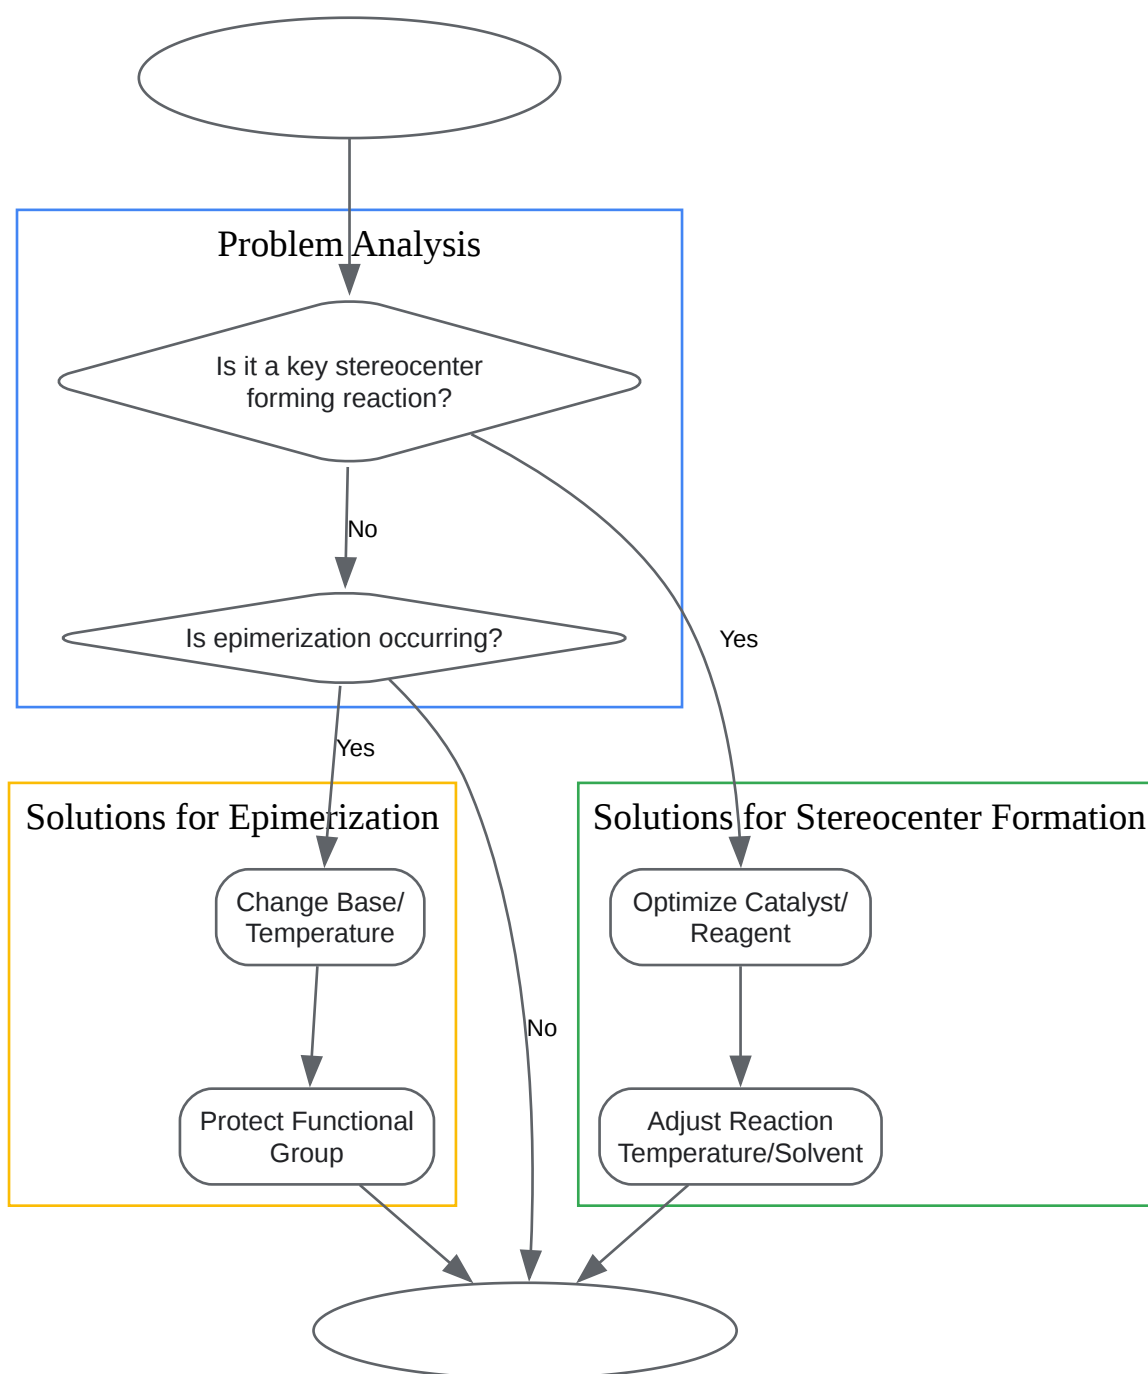 Problem Analysis
Is it a key stereocenter
forming reaction?
No
Is epimerization occurring?
Yes
Yes
Solutions for Epimerization
Solutions for Stereocenter Formation
Change Base/
Temperature
Optimize Catalyst/
Reagent
No
Protect Functional
Group
Adjust Reaction
Temperature/Solvent